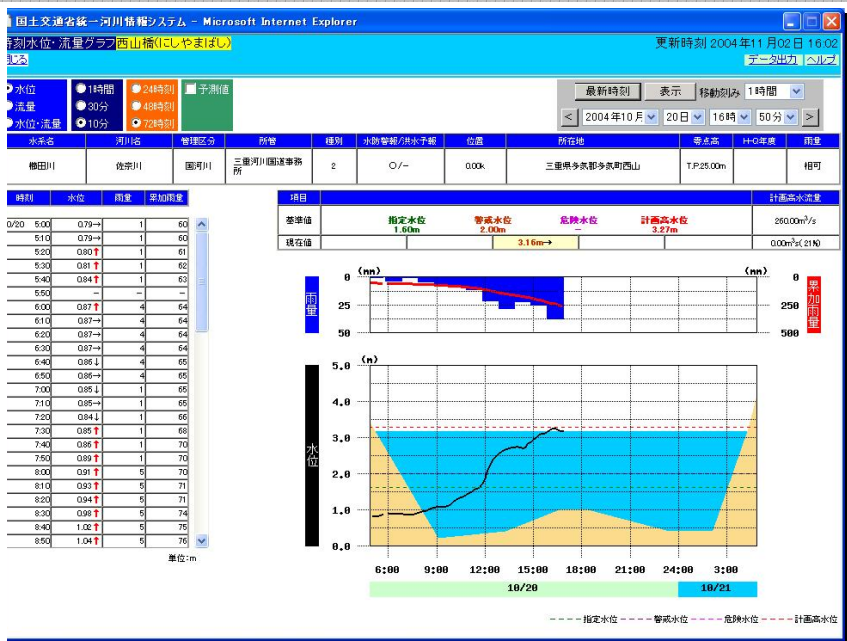 国土交通省統一河川情報システム - Microsoft Internet Explorer
時刻水位・流量グラフ西山橋(にしやまばし)
更新時刻 2004年11月02日 16:02
閉じる
データ出力 ヘルプ
水位 1時間 24時刻 予測値
流量 30分 48時刻
水位・流量 10分 72時刻
最新時刻 表示 移動刻み 1時間
< 2004年10月 20日 16時 50分 >
水系名 河川名 管理区分 所管 種別 水防警報/洪水予報 位置 所在地 零点高 H-Q年度 雨量
櫛田川 佐奈川 国河川 三重河川国道事務所 2 〇/- 0.00k 三重県多気郡多気町西山 T.P.25.00m 相可
時刻 水位 雨量 累加雨量
0/20 5:00 0.79→ 1 60
5:10 0.79→ 1 60
5:20 0.80↑ 1 61
5:30 0.81↑ 1 62
5:40 0.84↑ 1 63
5:50 - - -
6:00 0.87↑ 4 64
6:10 0.87→ 4 64
6:20 0.87→ 4 64
6:30 0.87→ 4 64
6:40 0.86↓ 4 65
6:50 0.86→ 4 65
7:00 0.85↓ 1 65
7:10 0.85→ 1 65
7:20 0.84↓ 1 66
7:30 0.85↑ 1 68
7:40 0.86↑ 1 70
7:50 0.89↑ 1 70
8:00 0.91↑ 5 70
8:10 0.93↑ 5 71
8:20 0.94↑ 5 71
8:30 0.98↑ 5 74
8:40 1.02↑ 5 75
8:50 1.04↑ 5 76
単位:m
項目 計画高水流量
基準値 指定水位 1.60m 警戒水位 2.00m 危険水位 - 計画高水位 3.27m 260.00m³/s
現在値 3.16m→ 0.00m³s(21%)
(mm) (mm)
雨量 0 25 50
0 250 500 累加雨量
(m)
水位
5.0
4.0
3.0
2.0
1.0
0.0
6:00 9:00 12:00 15:00 18:00 21:00 24:00 3:00
10/20 10/21
----指定水位----警戒水位----危険水位----計画高水位